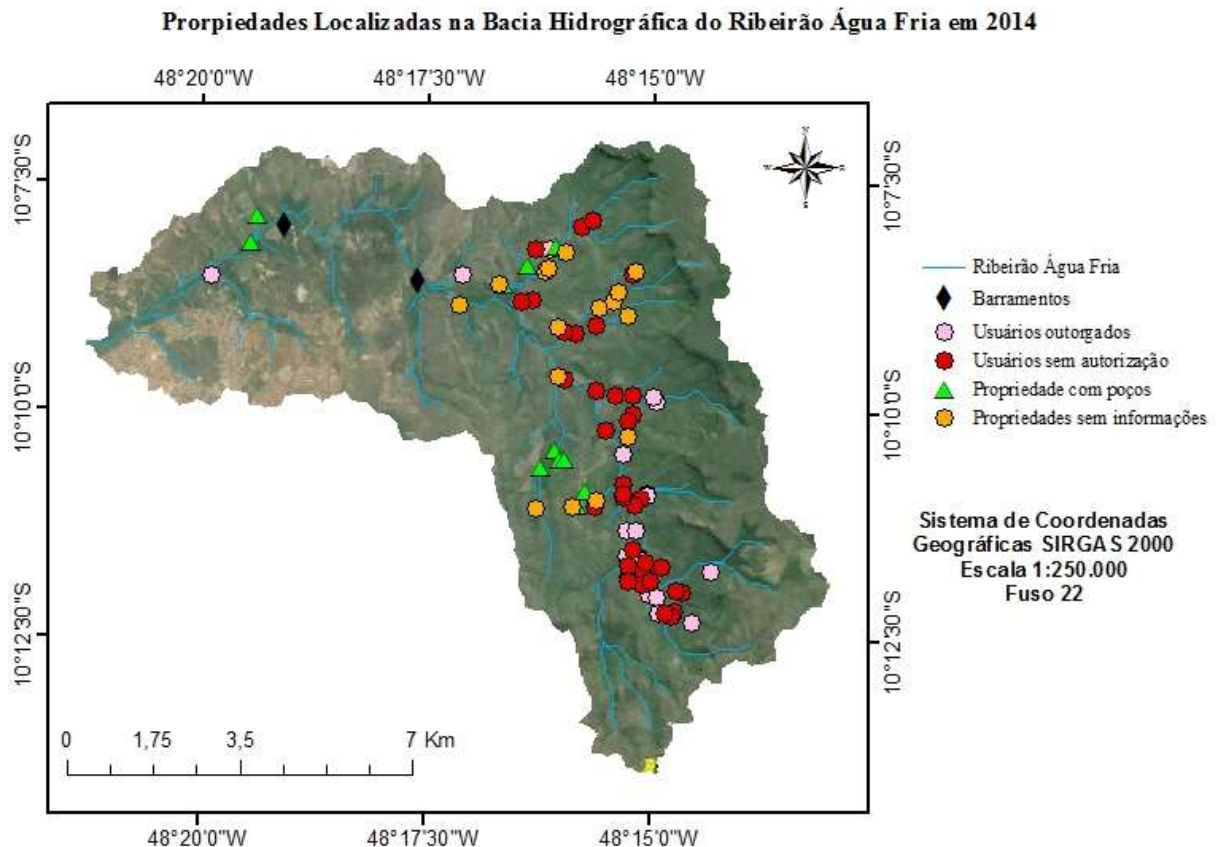 Prorpiedades Localizadas na Bacia Hidrográfica do Ribeirão Água Fria em 2014
48°20'0"W 48°17'30"W 48°15'0"W
10°7'30"S
10°10'0"S
10°12'30"S
N
W
E
S
10°7'30"S
10°10'0"S
10°12'30"S
Ribeirão Água Fria
Barramentos
Usuários outorgados
Usuários sem autorização
Propriedade com poços
Propriedades sem informações
Sistema de Coordenadas
Geográficas SIRGAS 2000
Escala 1:250.000
Fuso 22
0 1,75 3,5 7 Km
48°20'0"W 48°17'30"W 48°15'0"W